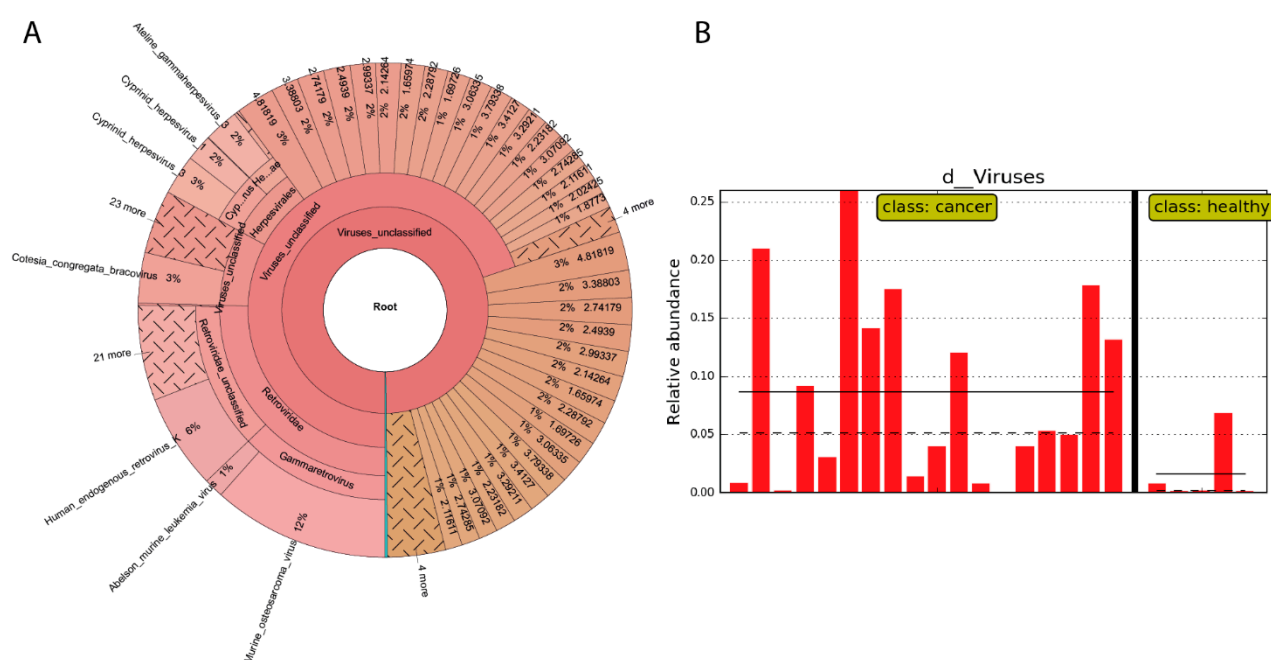 A
Ateline_gammaherpesvirus_3
Cyprinid_herpesvirus_1
Cyprinid_herpesvirus_3
23 more
Cotesia_congregata_bracovirus
21 more
Human_endogenous_retrovirus_K
Abelson_murine_leukemia_virus
Murine_osteosarcoma_virus
4 more
4 more
2%
2%
3%
3%
6%
1%
12%
Cyp...rus
He...ae
Herpesvirales
Viruses_unclassified
Viruses_unclassified
Viruses_unclassified
Retroviridae_unclassified
Retroviridae
Gammaretrovirus
Root
3% 4.81819
2% 3.38803
2% 2.74179
2% 2.4939
2% 2.99337
2% 2.14264
2% 1.65974
2% 2.28792
1% 1.69726
1% 3.06335
1% 3.79338
1% 3.4127
1% 3.29211
1% 2.23182
1% 3.07092
1% 2.74285
1% 2.11611
1% 2.02425
1% 1.8773
3% 4.81819
2% 3.38803
2% 2.74179
2% 2.4939
2% 2.99337
2% 2.14264
2% 1.65974
2% 2.28792
1% 1.69726
1% 3.06335
1% 3.79338
1% 3.4127
1% 3.29211
1% 2.23182
1% 3.07092
1% 2.74285
1% 2.11611
B
d__Viruses
class: cancer
class: healthy
Relative abundance
0.25
0.20
0.15
0.10
0.05
0.00